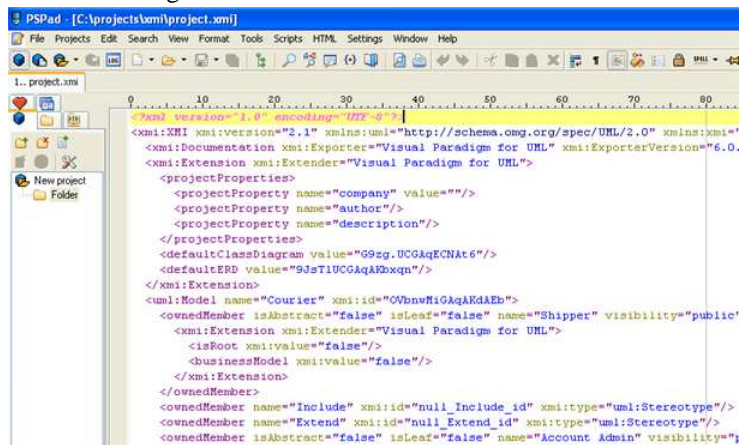 PSPad - [C:\projects\xmi\project.xmi]
File Projects Edit Search View Format Tools Scripts HTML Settings Window Help
1.. project.xmi
0 10 20 30 40 50 60 70 80
<?xml version="1.0" encoding="UTF-8"?>
<xmi:XMI xmi:version="2.1" xmlns:uml="http://schema.omg.org/spec/UML/2.0" xmlns:xmi="
<xmi:Documentation xmi:Exporter="Visual Paradigm for UML" xmi:ExporterVersion="6.0.
<xmi:Extension xmi:Extender="Visual Paradigm for UML">
<projectProperties>
<projectProperty name="company" value=""/>
<projectProperty name="author"/>
<projectProperty name="description"/>
</projectProperties>
<defaultClassDiagram value="G9zg.UCGAqECNAt6"/>
<defaultERD value="9JsTlUCGAqAKbxqn"/>
</xmi:Extension>
<uml:Model name="Courier" xmi:id="OVbnwMiGAqAKdAEb">
<ownedMember isAbstract="false" isLeaf="false" name="Shipper" visibility="public"
<xmi:Extension xmi:Extender="Visual Paradigm for UML">
<isRoot xmi:value="false"/>
<businessModel xmi:value="false"/>
</xmi:Extension>
</ownedMember>
<ownedMember name="Include" xmi:id="null_Include_id" xmi:type="uml:Stereotype"/>
<ownedMember name="Extend" xmi:id="null_Extend_id" xmi:type="uml:Stereotype"/>
<ownedMember isAbstract="false" isLeaf="false" name="Account Admin" visibility="p
New project
Folder